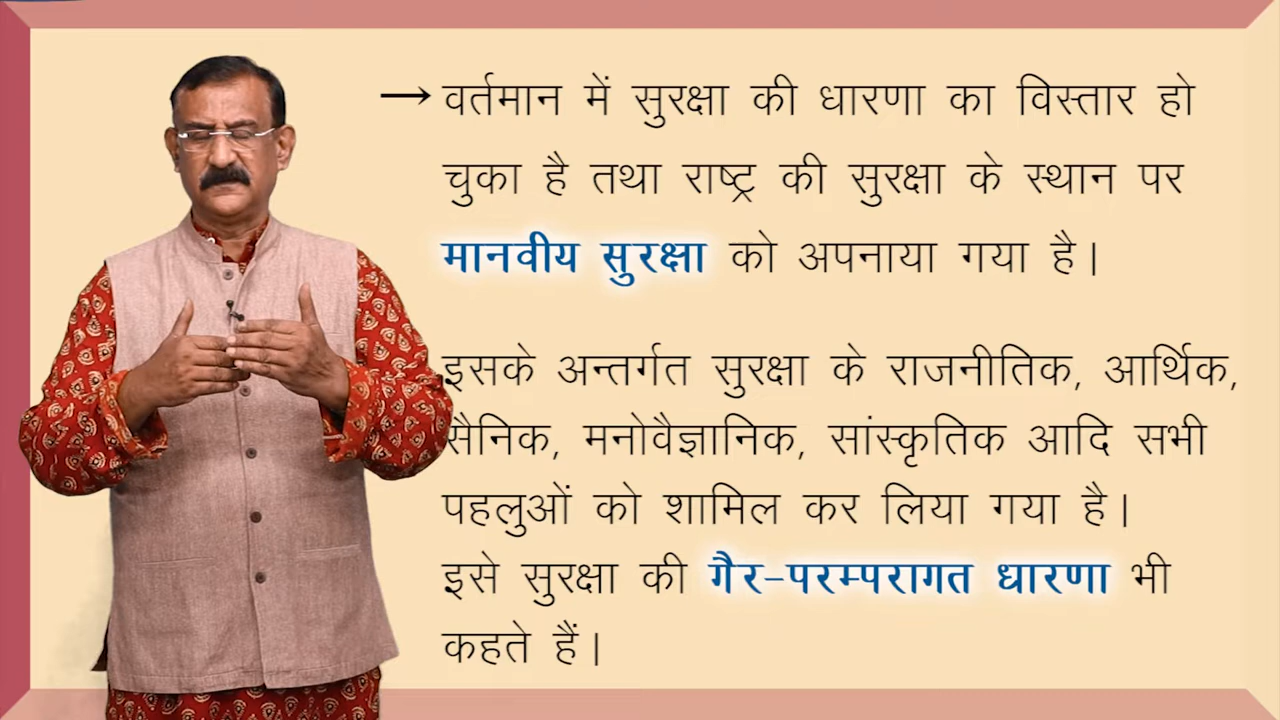 → वर्तमान में सुरक्षा की धारणा का विस्तार हो
चुका है तथा राष्ट्र की सुरक्षा के स्थान पर
मानवीय सुरक्षा को अपनाया गया है।
इसके अन्तर्गत सुरक्षा के राजनीतिक, आर्थिक,
सैनिक, मनोवैज्ञानिक, सांस्कृतिक आदि सभी
पहलुओं को शामिल कर लिया गया है।
इसे सुरक्षा की गैर-परम्परागत धारणा भी
कहते हैं।